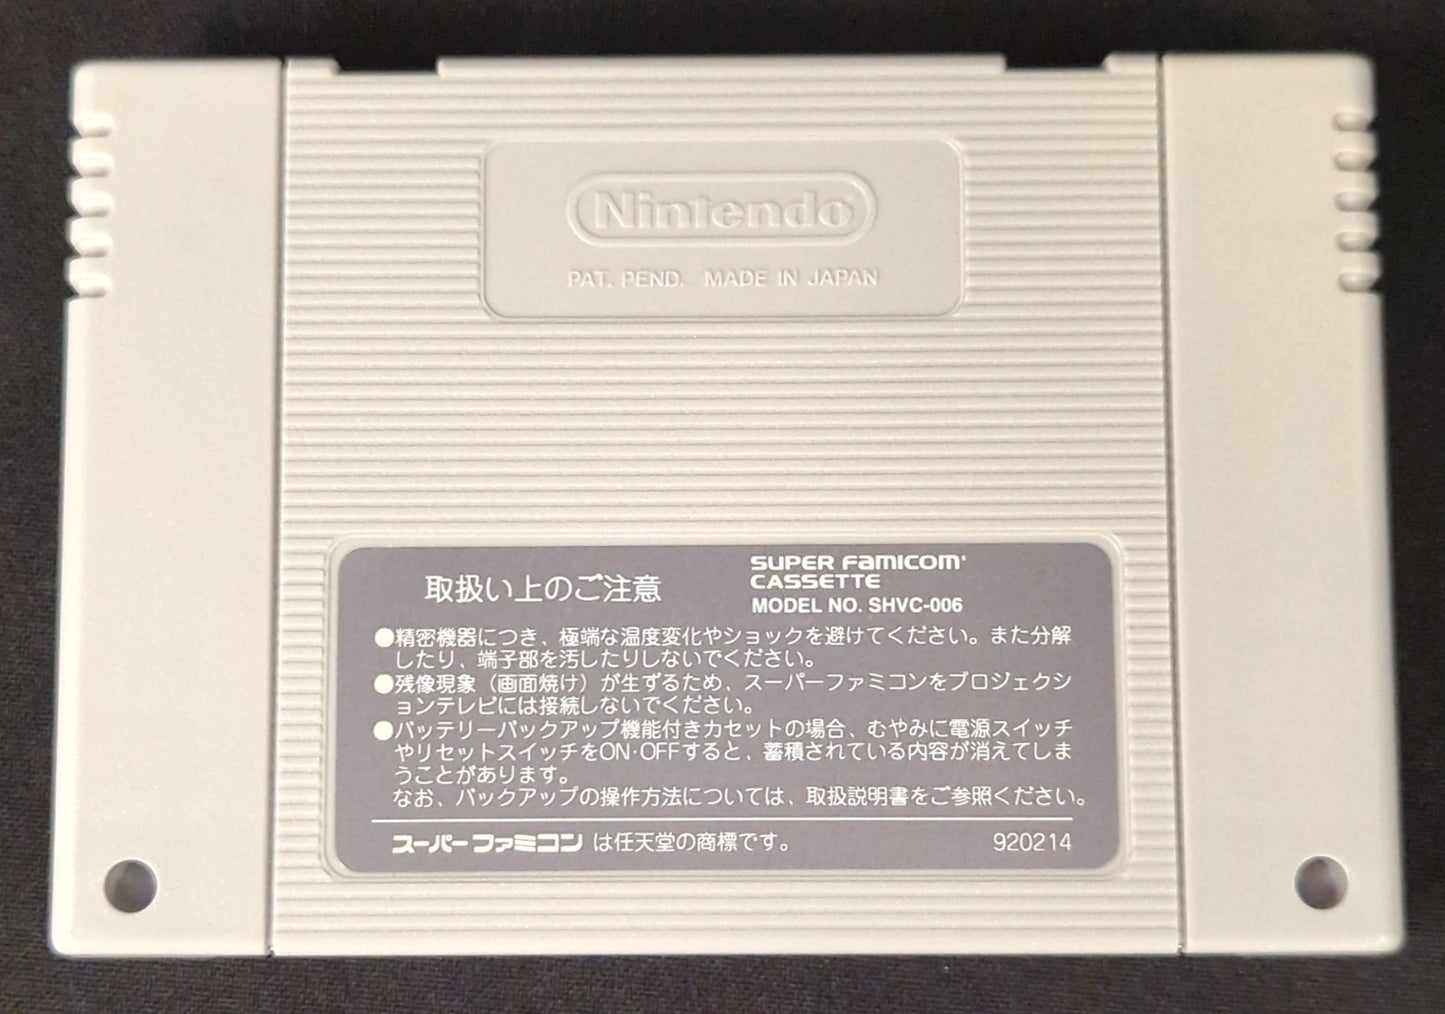 Nintendo®
PAT. PEND. MADE IN JAPAN
取扱い上のご注意
SUPER FAMICOM®
CASSETTE
MODEL NO. SHVC-006
●精密機器につき、極端な温度変化やショックを避けてください。また分解
したり、端子部を汚したりしないでください。
●残像現象（画面焼け）が生ずるため、スーパーファミコンをプロジェクシ
ョンテレビには接続しないでください。
●バッテリーバックアップ機能付きカセットの場合、むやみに電源スイッチ
やリセットスイッチをON·OFFすると、蓄積されている内容が消えてしま
うことがあります。
なお、バックアップの操作方法については、取扱説明書をご参照ください。
スーパーファミコン は任天堂の商標です。
920214